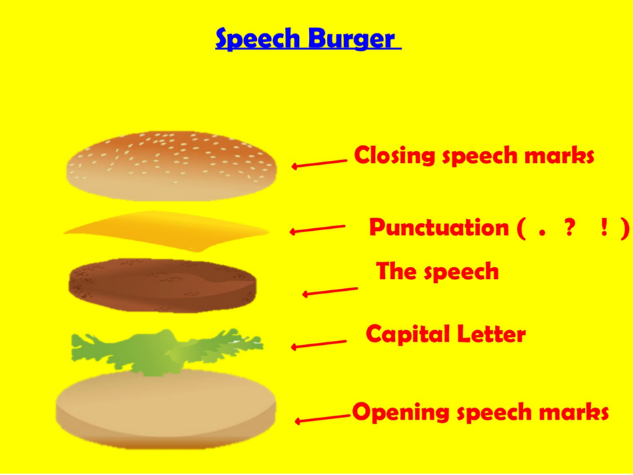 Speech Burger
Closing speech marks
Punctuation ( . ? ! )
The speech
Capital Letter
Opening speech marks